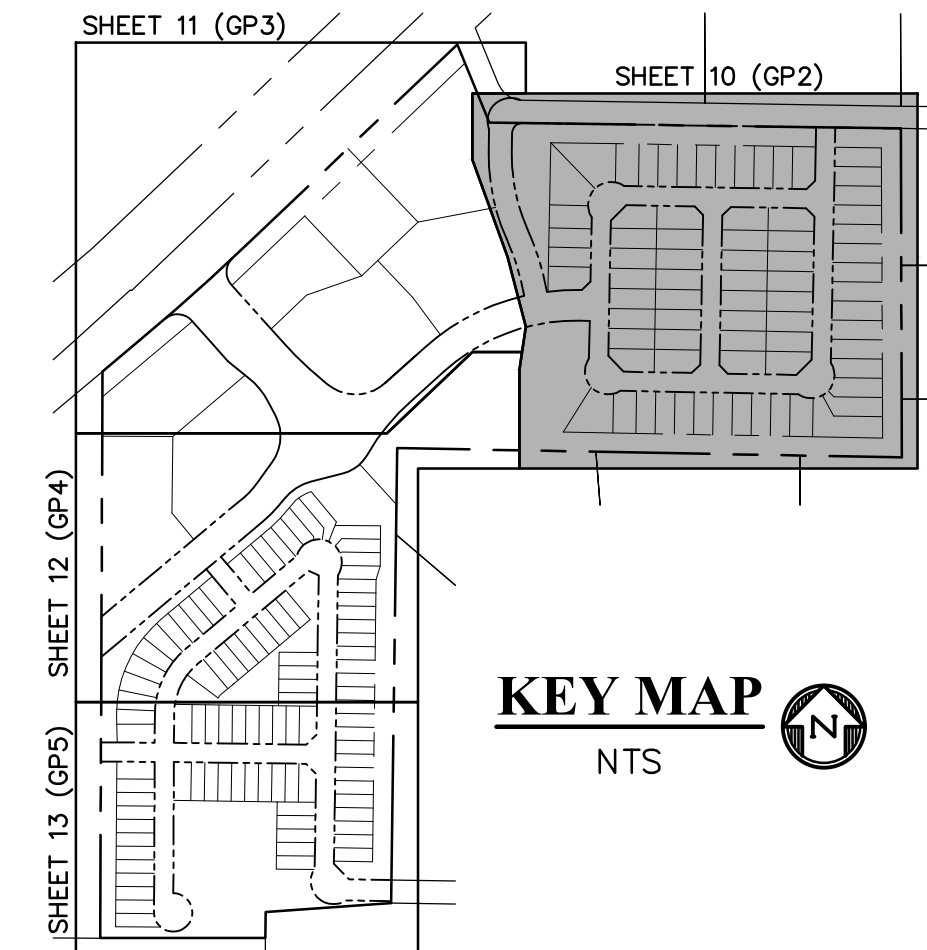 SHEET 11 (GP3)
SHEET 10 (GP2)
SHEET 12 (GP4)
SHEET 13 (GP5)
KEY MAP
NTS
N